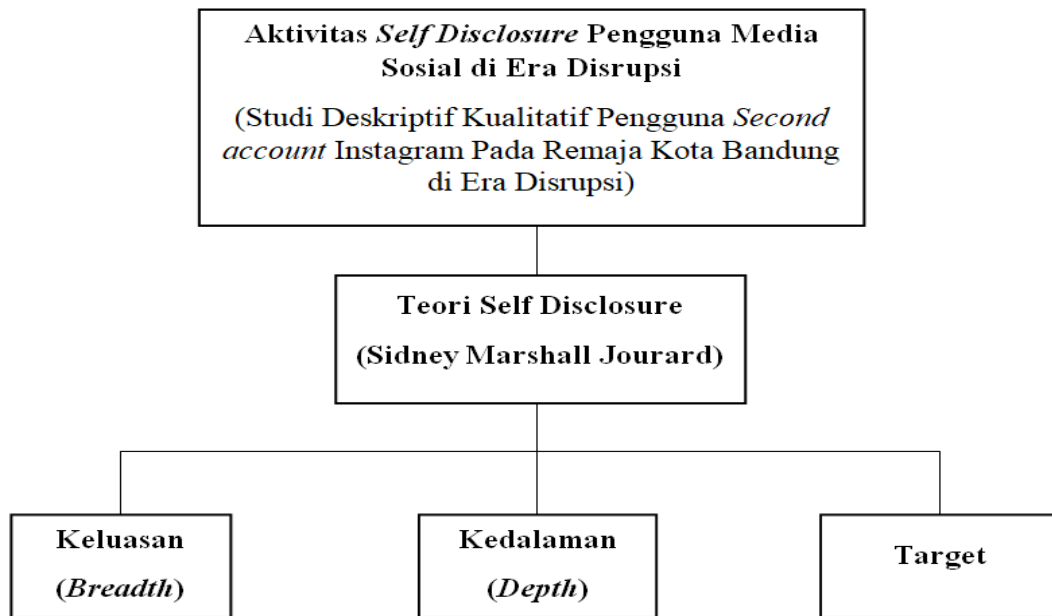 Aktivitas Self Disclosure Pengguna Media
Sosial di Era Disrupsi
(Studi Deskriptif Kualitatif Pengguna Second
account Instagram Pada Remaja Kota Bandung
di Era Disrupsi)
Teori Self Disclosure
(Sidney Marshall Jourard)
Keluasan
(Breadth)
Kedalaman
(Depth)
Target